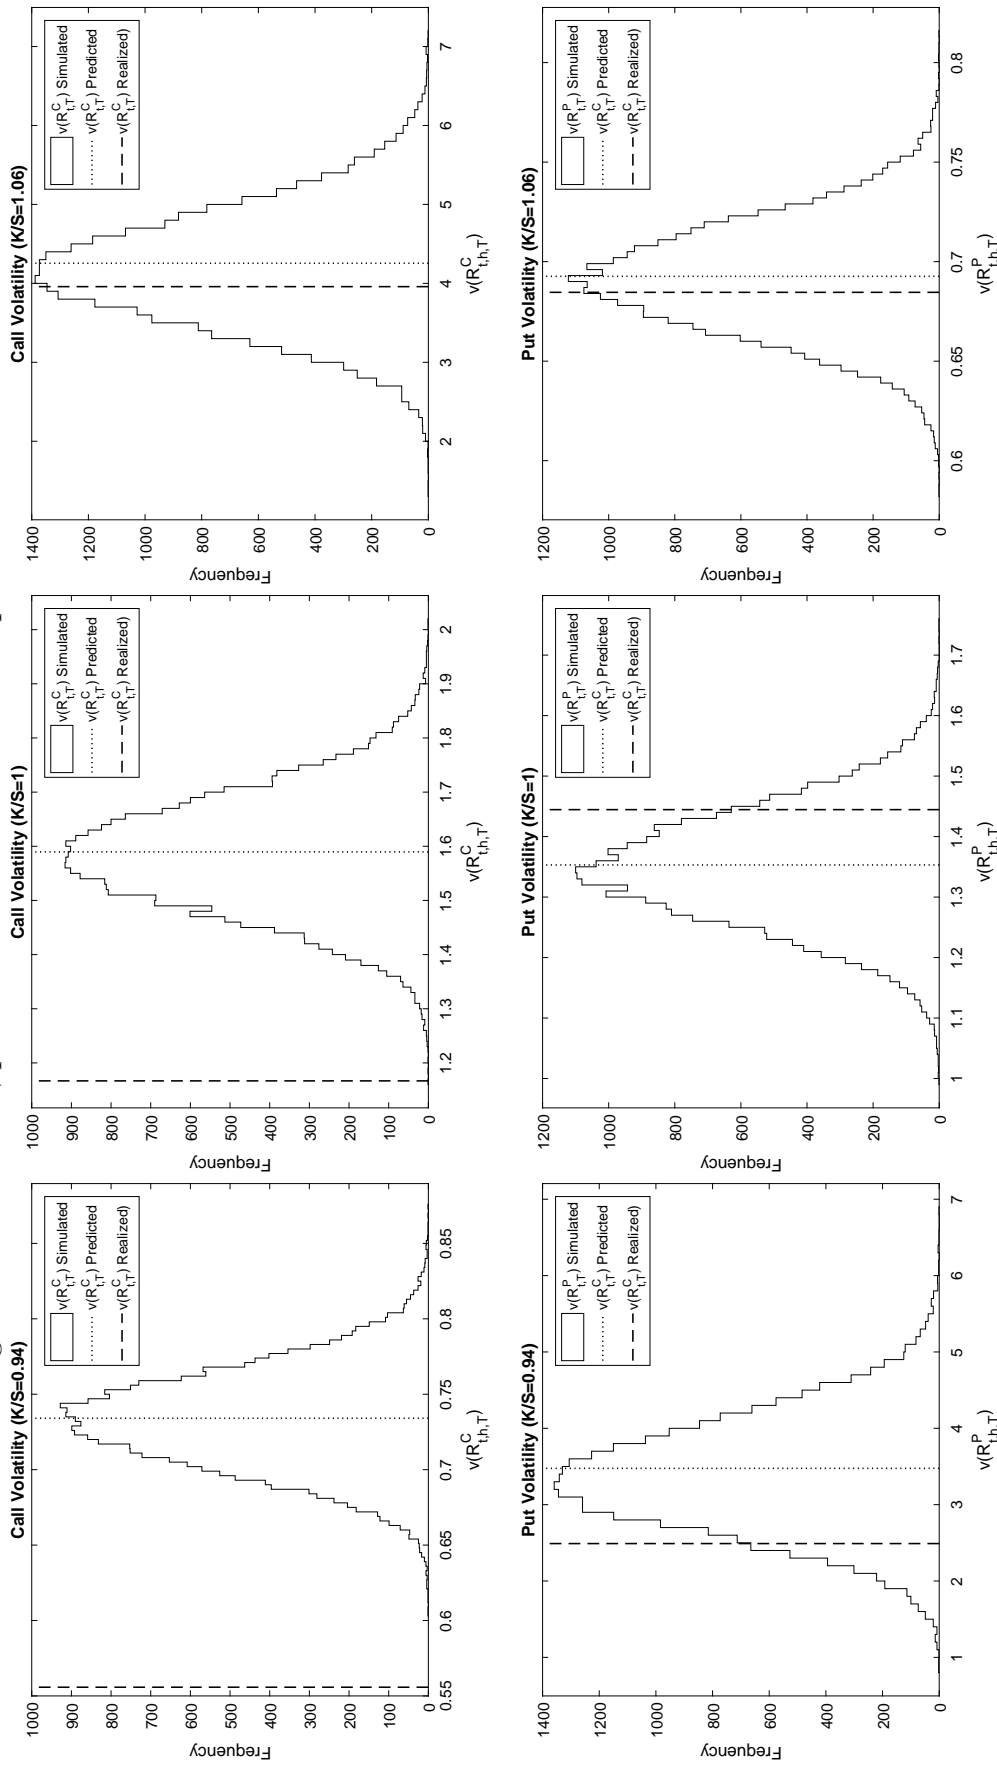 Call Volatility (K/S=0.94)
1000
900
800
700
600
500
400
300
200
100
0
Frequency
0.55
0.6
0.65
0.7
0.75
0.8
0.85
v(R^C_{t,h,T})
v(R^C_{t,T}) Simulated
v(R^C_{t,T}) Predicted
v(R^C_{t,T}) Realized)
Call Volatility (K/S=1)
1000
900
800
700
600
500
400
300
200
100
0
Frequency
1.2
1.3
1.4
1.5
1.6
1.7
1.8
1.9
2
v(R^C_{t,h,T})
v(R^C_{t,T}) Simulated
v(R^C_{t,T}) Predicted
v(R^C_{t,T}) Realized)
Call Volatility (K/S=1.06)
1400
1200
1000
800
600
400
200
0
Frequency
2
3
4
5
6
7
v(R^C_{t,h,T})
v(R^C_{t,T}) Simulated
v(R^C_{t,T}) Predicted
v(R^C_{t,T}) Realized)
Put Volatility (K/S=0.94)
1400
1200
1000
800
600
400
200
0
Frequency
1
2
3
4
5
6
7
v(R^P_{th,T})
v(R^P_{t,T}) Simulated
v(R^C_{t,T}) Predicted
v(R^C_{t,T}) Realized)
Put Volatility (K/S=1)
1200
1000
800
600
400
200
0
Frequency
1
1.1
1.2
1.3
1.4
1.5
1.6
1.7
v(R^P_{th,T})
v(R^P_{t,T}) Simulated
v(R^C_{t,T}) Predicted
v(R^C_{t,T}) Realized)
Put Volatility (K/S=1.06)
1200
1000
800
600
400
200
0
Frequency
0.6
0.65
0.7
0.75
0.8
v(R^P_{t,h,T})
v(R^P_{t,T}) Simulated
v(R^C_{t,T}) Predicted
v(R^C_{t,T}) Realized)